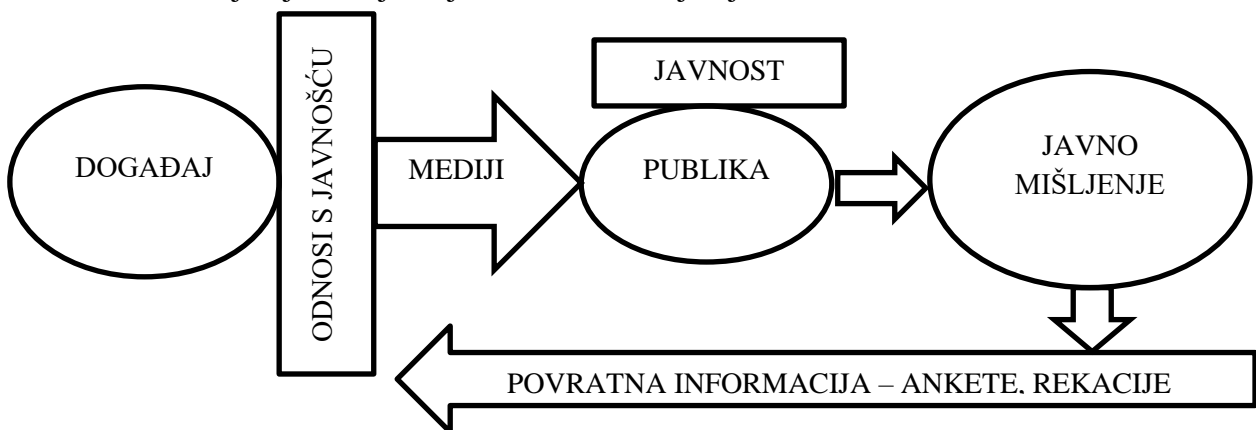 DOGAĐAJ
ODNOSI S JAVNOŠĆU
MEDIJI
JAVNOST
PUBLIKA
JAVNO
MIŠLJENJE
POVRATNA INFORMACIJA – ANKETE, REKACIJE